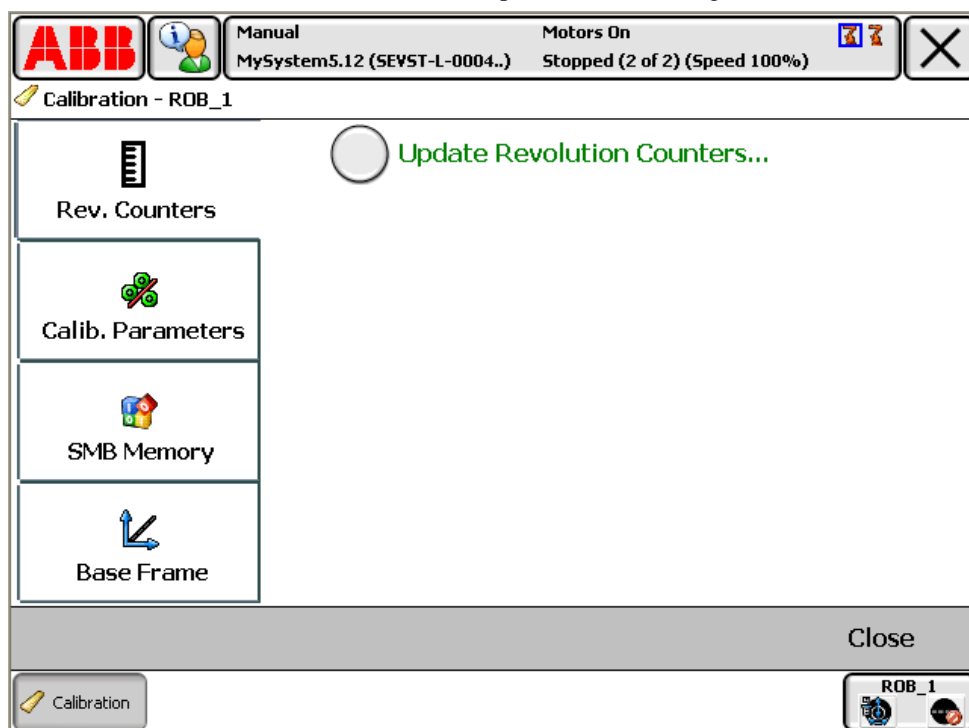 ABB
Manual
Motors On
MySystem5.12 (SEVST-L-0004..)
Stopped (2 of 2) (Speed 100%)
Calibration - ROB_1
Rev. Counters
Update Revolution Counters...
Calib. Parameters
SMB Memory
Base Frame
Close
Calibration
ROB_1